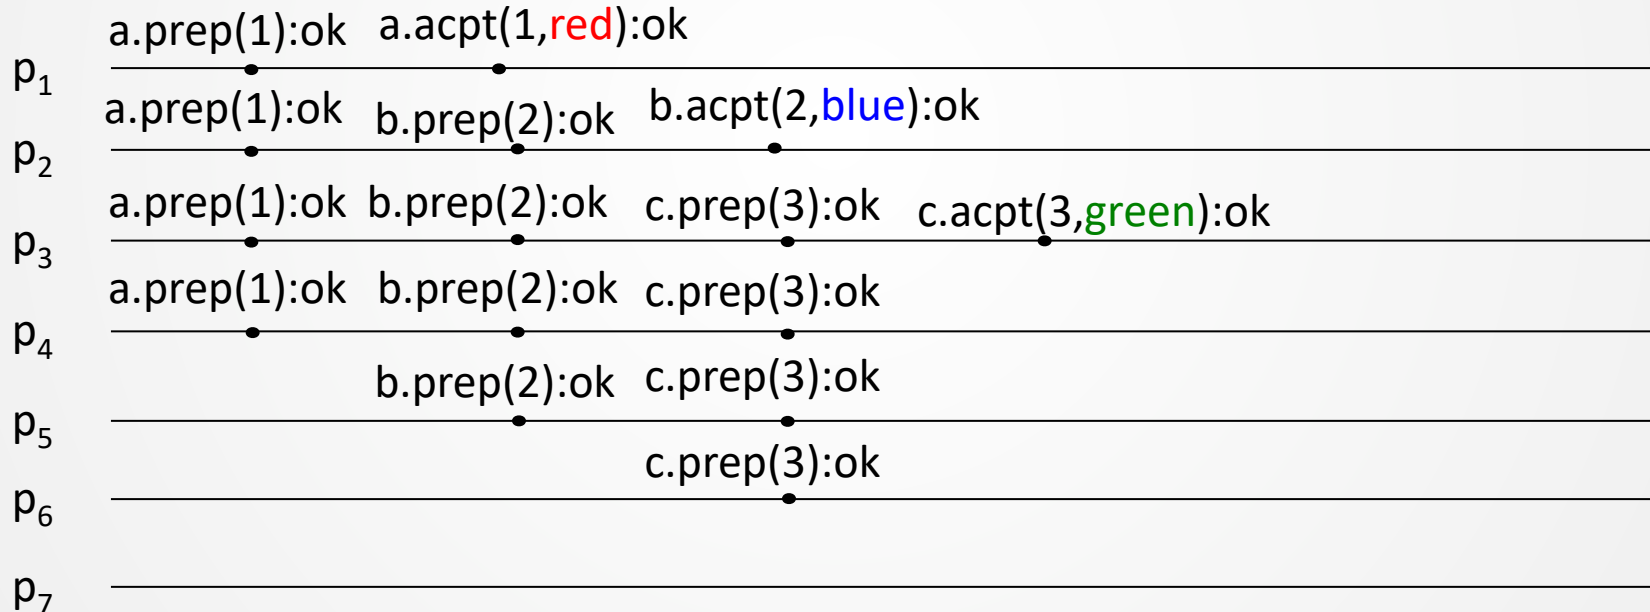 a.prep(1):ok a.acpt(1,red):ok
p1
a.prep(1):ok b.prep(2):ok b.acpt(2,blue):ok
p2
a.prep(1):ok b.prep(2):ok c.prep(3):ok c.acpt(3,green):ok
p3
a.prep(1):ok b.prep(2):ok c.prep(3):ok
p4
b.prep(2):ok c.prep(3):ok
p5
c.prep(3):ok
p6
p7